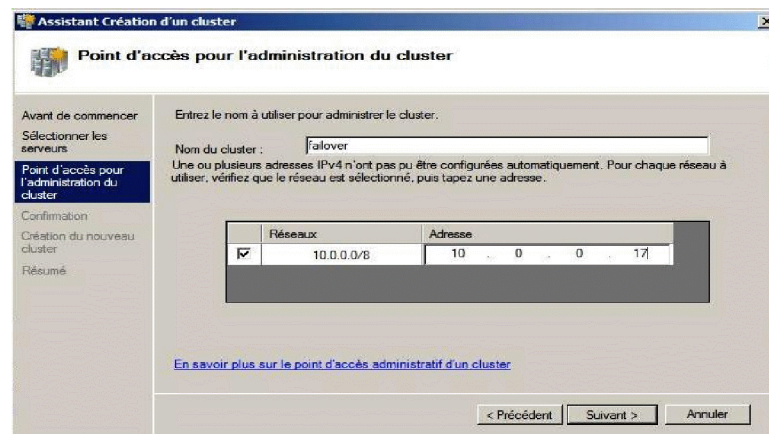 Assistant Création d'un cluster
Point d'accès pour l'administration du cluster
Avant de commencer
Sélectionner les
serveurs
Point d'accès pour
l'administration du
cluster
Confirmation
Création du nouveau
cluster
Résumé
Entrez le nom à utiliser pour administrer le cluster.
Nom du cluster : failover
Une ou plusieurs adresses IPv4 n'ont pas pu être configurées automatiquement. Pour chaque réseau à
utiliser, vérifiez que le réseau est sélectionné, puis tapez une adresse.
Réseaux Adresse
10.0.0.0/8 10 . 0 . 0 . 17
En savoir plus sur le point d'accès administratif d'un cluster
< Précédent Suivant > Annuler